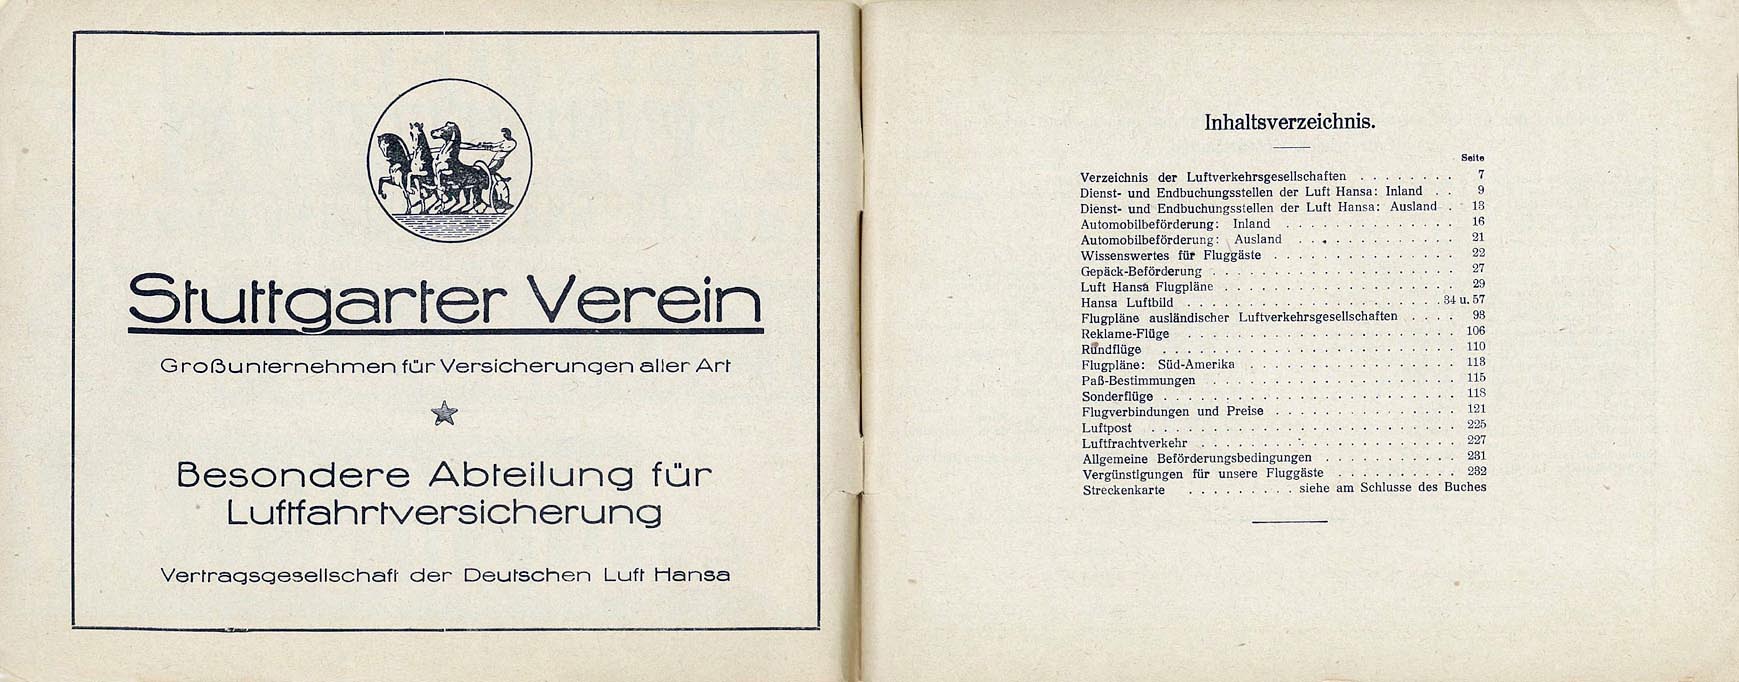 Stuttgarter Verein
Großunternehmen für Versicherungen aller Art
Besondere Abteilung für
Luftfahrtversicherung
Vertragsgesellschaft der Deutschen Luft Hansa
Inhaltsverzeichnis.
Seite
Verzeichnis der Luftverkehrsgesellschaften . . . . . . . . 7
Dienst- und Endbuchungsstellen der Luft Hansa: Inland . . 9
Dienst- und Endbuchungsstellen der Luft Hansa: Ausland . 13
Automobilbeförderung: Inland . . . . . . . . . . . . . . 16
Automobilbeförderung: Ausland . . . . . . . . . . . . . 21
Wissenswertes für Fluggäste . . . . . . . . . . . . . . . 22
Gepäck-Beförderung . . . . . . . . . . . . . . . . . . . 27
Luft Hansa Flugpläne . . . . . . . . . . . . . . . . . . 29
Hansa Luftbild . . . . . . . . . . . . . . . . . . . . . 34 u. 57
Flugpläne ausländischer Luftverkehrsgesellschaften . . . . 93
Reklame-Flüge . . . . . . . . . . . . . . . . . . . . . 106
Rundflüge . . . . . . . . . . . . . . . . . . . . . . . 110
Flugpläne: Süd-Amerika . . . . . . . . . . . . . . . . . 113
Paß-Bestimmungen . . . . . . . . . . . . . . . . . . . . 115
Sonderflüge . . . . . . . . . . . . . . . . . . . . . . . 118
Flugverbindungen und Preise . . . . . . . . . . . . . . . 121
Luftpost . . . . . . . . . . . . . . . . . . . . . . . . 225
Luftfrachtverkehr . . . . . . . . . . . . . . . . . . . . 227
Allgemeine Beförderungsbedingungen . . . . . . . . . . . 231
Vergünstigungen für unsere Fluggäste . . . . . . . . . . 232
Streckenkarte . . . . . . . . . siehe am Schlusse des Buches